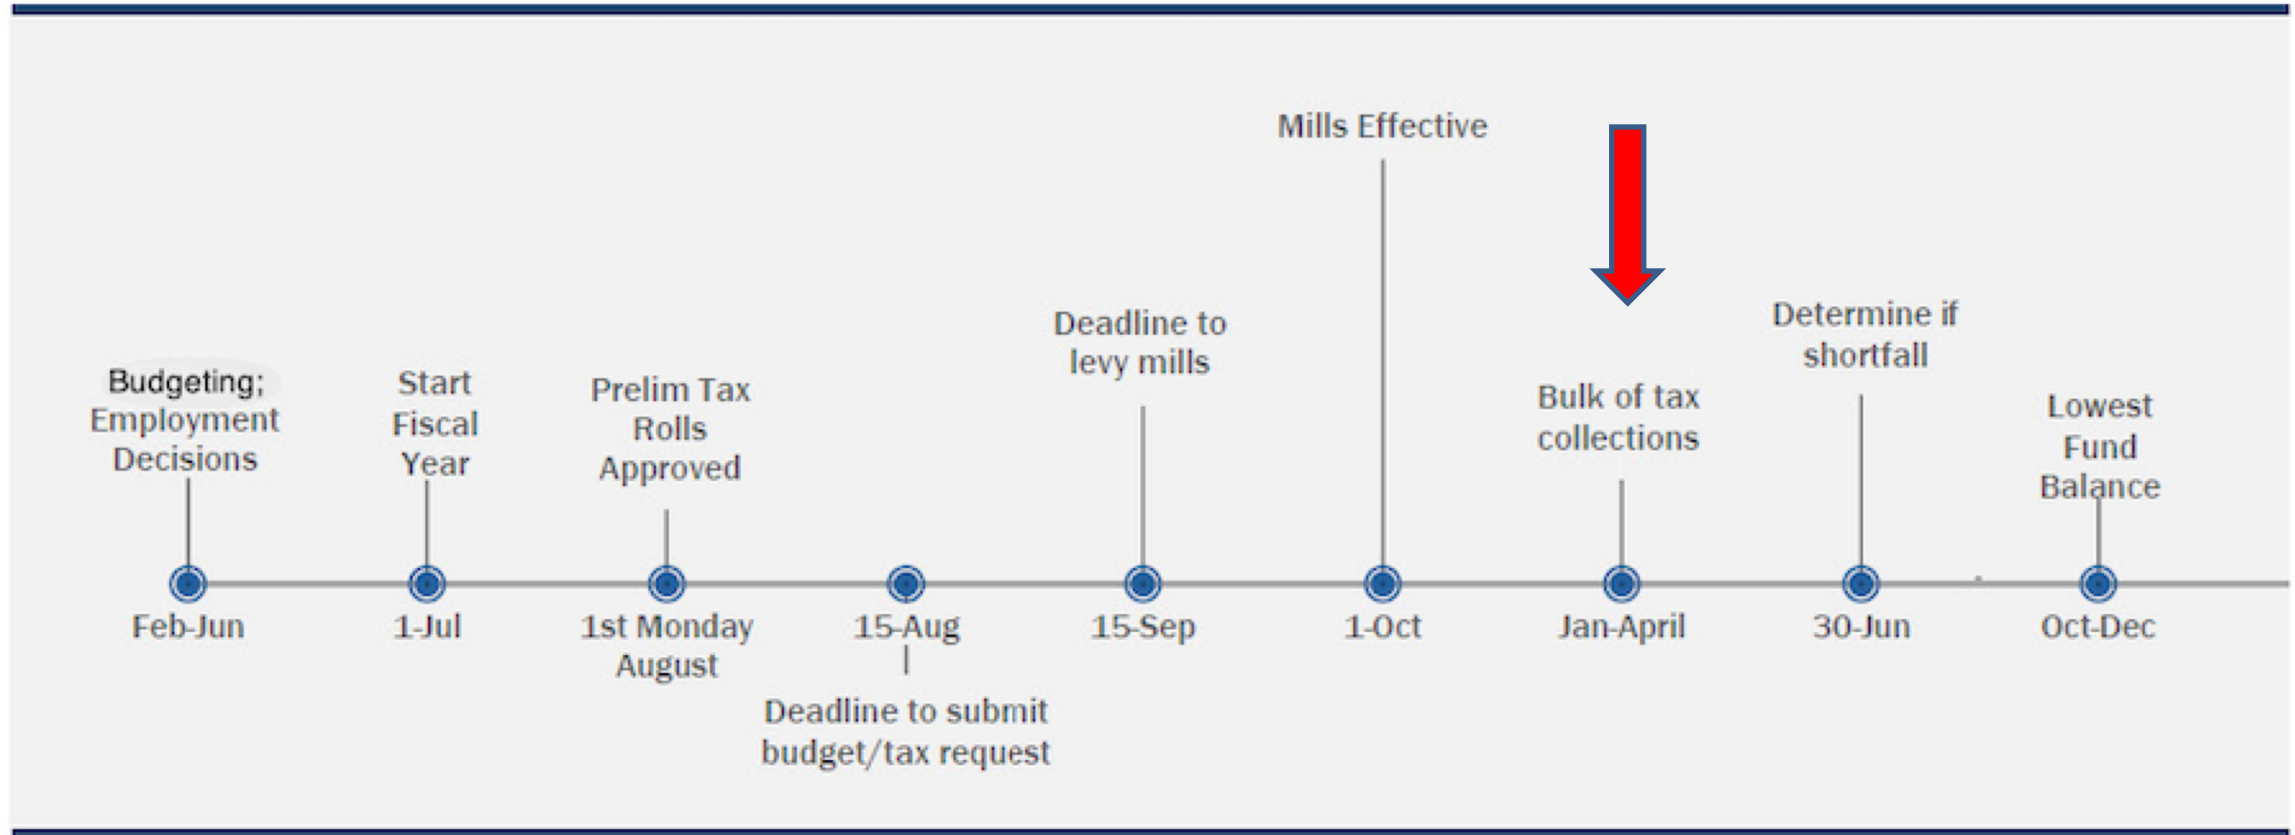 Budgeting;
Employment
Decisions
Feb-Jun
Start
Fiscal
Year
1-Jul
Prelim Tax
Rolls
Approved
1st Monday
August
15-Aug
Deadline to submit
budget/tax request
Deadline to
levy mills
15-Sep
Mills Effective
1-Oct
Bulk of tax
collections
Jan-April
Determine if
shortfall
30-Jun
Lowest
Fund
Balance
Oct-Dec